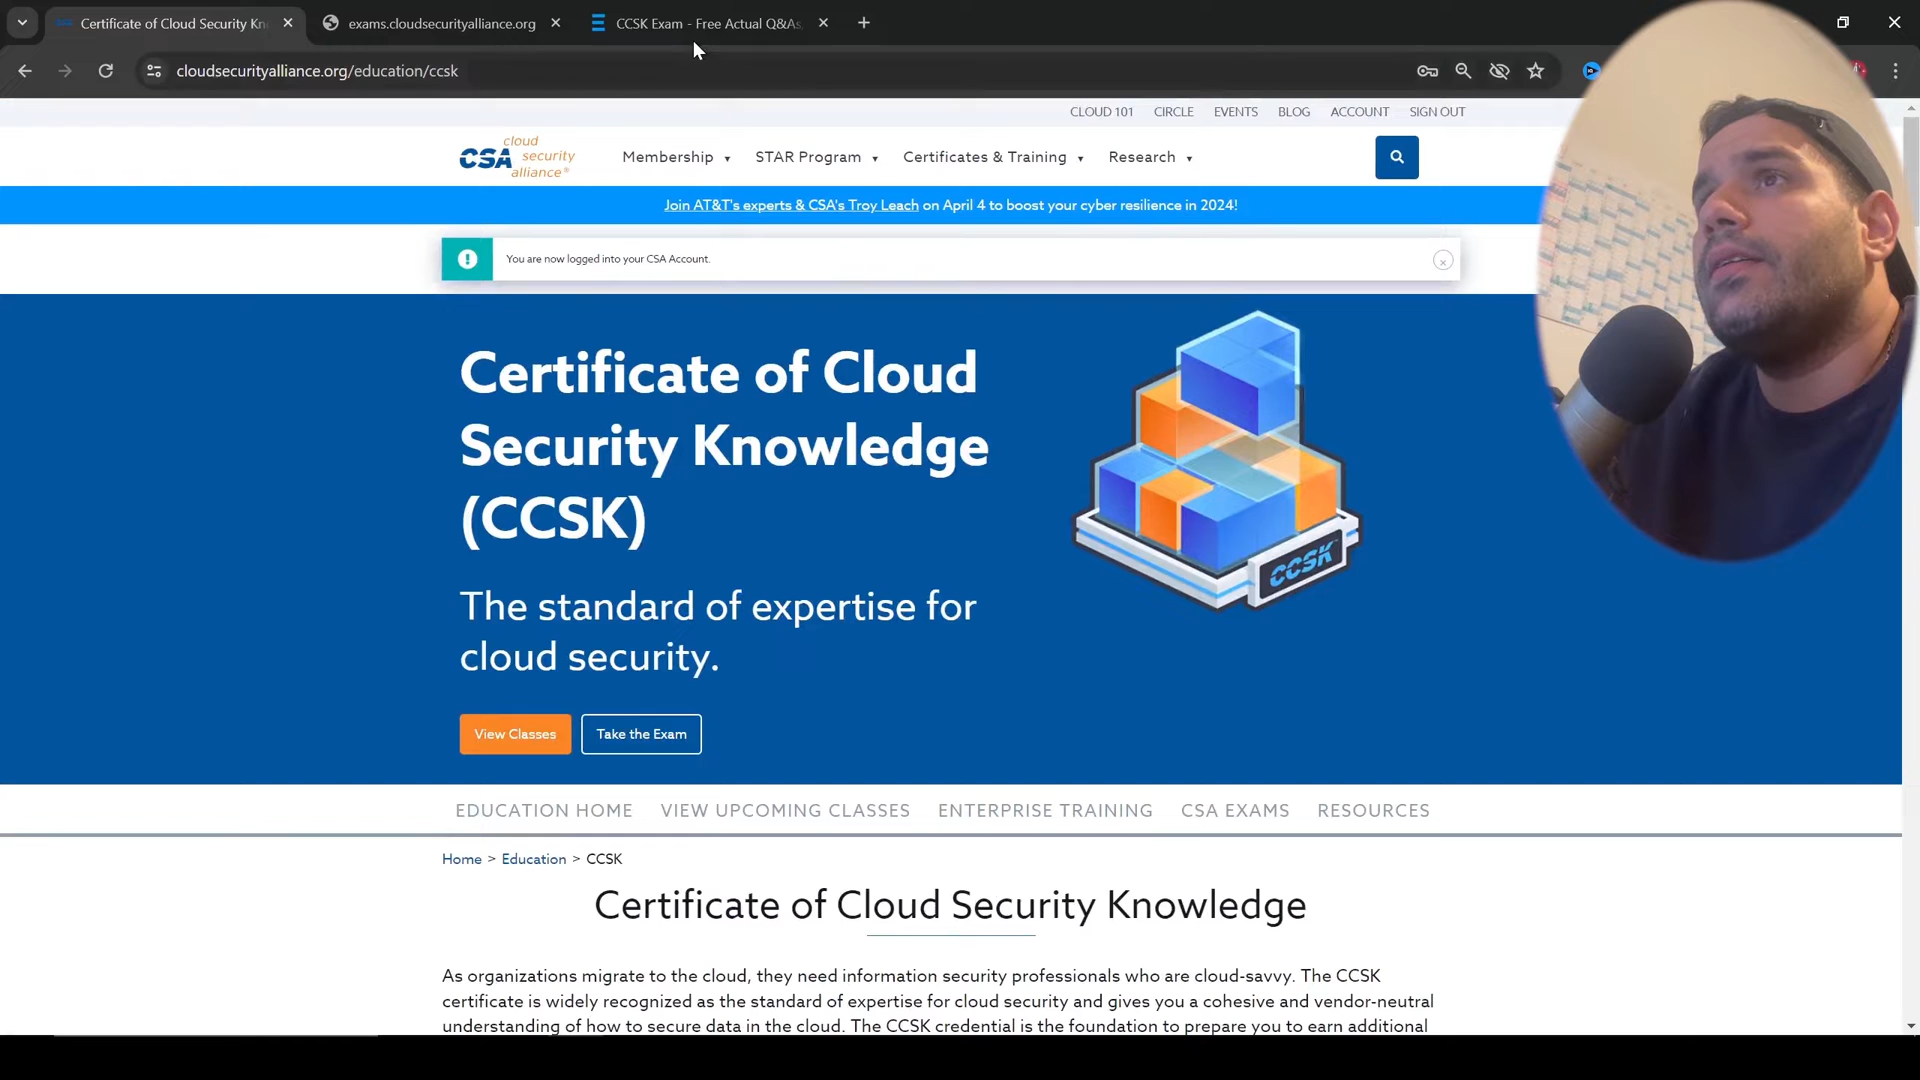 Certificate of Cloud Security Kn
exams.cloudsecurityalliance.org
CCSK Exam - Free Actual Q&As,
cloudsecurityalliance.org/education/ccsk
CLOUD 101 CIRCLE EVENTS BLOG ACCOUNT SIGN OUT
CSA cloud security alliance®
Membership STAR Program Certificates & Training Research
Join AT&T's experts & CSA's Troy Leach on April 4 to boost your cyber resilience in 2024!
You are now logged into your CSA Account.
Certificate of Cloud
Security Knowledge
(CCSK)
CCSK
The standard of expertise for
cloud security.
View Classes Take the Exam
EDUCATION HOME VIEW UPCOMING CLASSES ENTERPRISE TRAINING CSA EXAMS RESOURCES
Home > Education > CCSK
Certificate of Cloud Security Knowledge
As organizations migrate to the cloud, they need information security professionals who are cloud-savvy. The CCSK
certificate is widely recognized as the standard of expertise for cloud security and gives you a cohesive and vendor-neutral
understanding of how to secure data in the cloud. The CCSK credential is the foundation to prepare you to earn additional